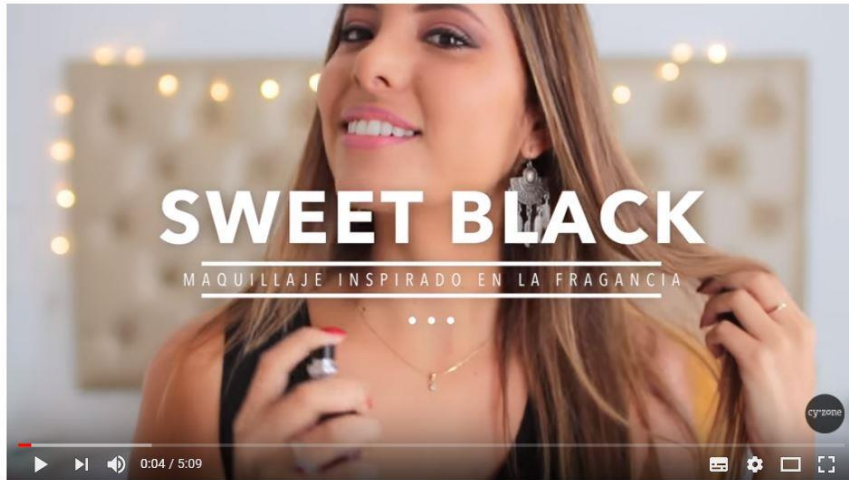 SWEET BLACK
MAQUILLAJE INSPIRADO EN LA FRAGANCIA
cy°zone
0:04 / 5:09